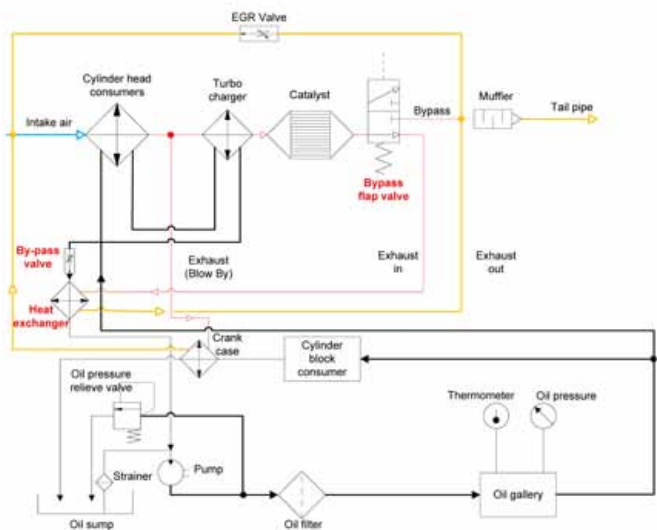 EGR Valve
Cylinder head
consumers
Turbo
charger
Catalyst
Muffler
Tail pipe
Intake air
Bypass
Bypass
flap valve
By-pass
valve
Exhaust
(Blow By)
Exhaust
in
Exhaust
out
Heat
exchanger
Crank
case
Cylinder
block
consumer
Oil pressure
relieve valve
Thermometer
Oil pressure
Strainer
Pump
Oil gallery
Oil sump
Oil filter